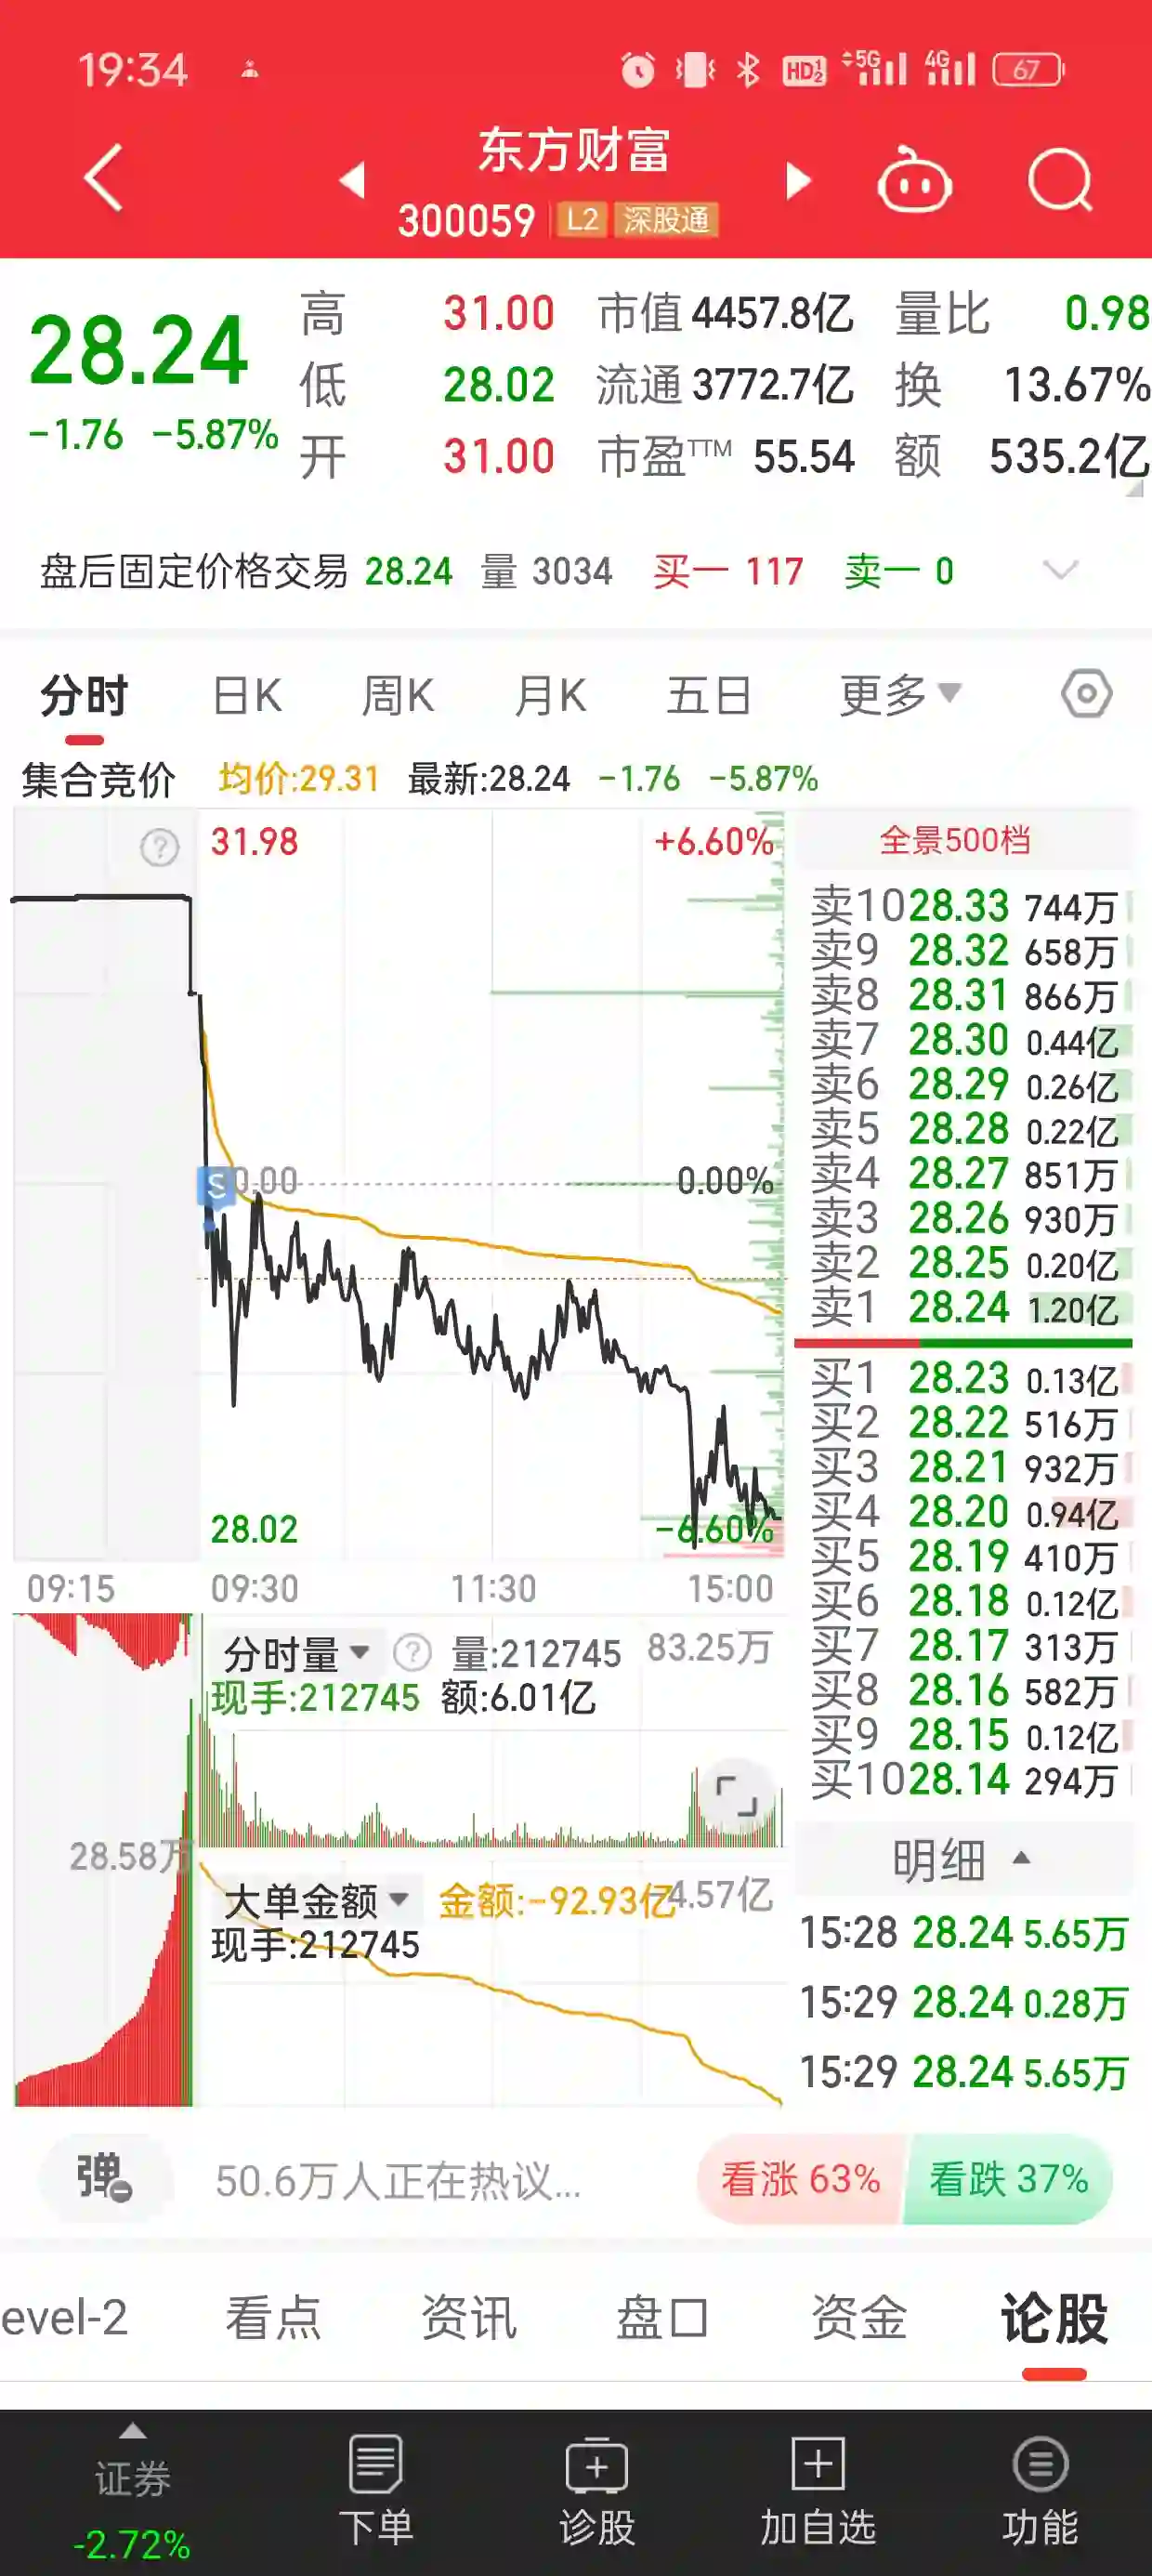 19:34 HD 1 2 5G 4G 67
东方财富
300059 L2 深股通
28.24
-1.76 -5.87%
高 31.00 市值 4457.8亿 量比 0.98
低 28.02 流通 3772.7亿 换 13.67%
开 31.00 市盈TTM 55.54 额 535.2亿
盘后固定价格交易 28.24 量 3034 买一 117 卖一 0
分时 日K 周K 月K 五日 更多
集合竞价 均价:29.31 最新:28.24 -1.76 -5.87%
31.98 +6.60%
S 0.00 0.00%
28.02 -6.60%
09:15 09:30 11:30 15:00
全景500档
卖10 28.33 744万
卖9 28.32 658万
卖8 28.31 866万
卖7 28.30 0.44亿
卖6 28.29 0.26亿
卖5 28.28 0.22亿
卖4 28.27 851万
卖3 28.26 930万
卖2 28.25 0.20亿
卖1 28.24 1.20亿
买1 28.23 0.13亿
买2 28.22 516万
买3 28.21 932万
买4 28.20 0.94亿
买5 28.19 410万
买6 28.18 0.12亿
买7 28.17 313万
买8 28.16 582万
买9 28.15 0.12亿
买10 28.14 294万
分时量 量:212745 83.25万
现手:212745 额:6.01亿
28.58万
大单金额 金额:-92.93亿 4.57亿
现手:212745
明细
15:28 28.24 5.65万
15:29 28.24 0.28万
15:29 28.24 5.65万
弹 50.6万人正在热议... 看涨 63% 看跌 37%
evel-2 看点 资讯 盘口 资金 论股
证券 下单 诊股 加自选 功能
-2.72%